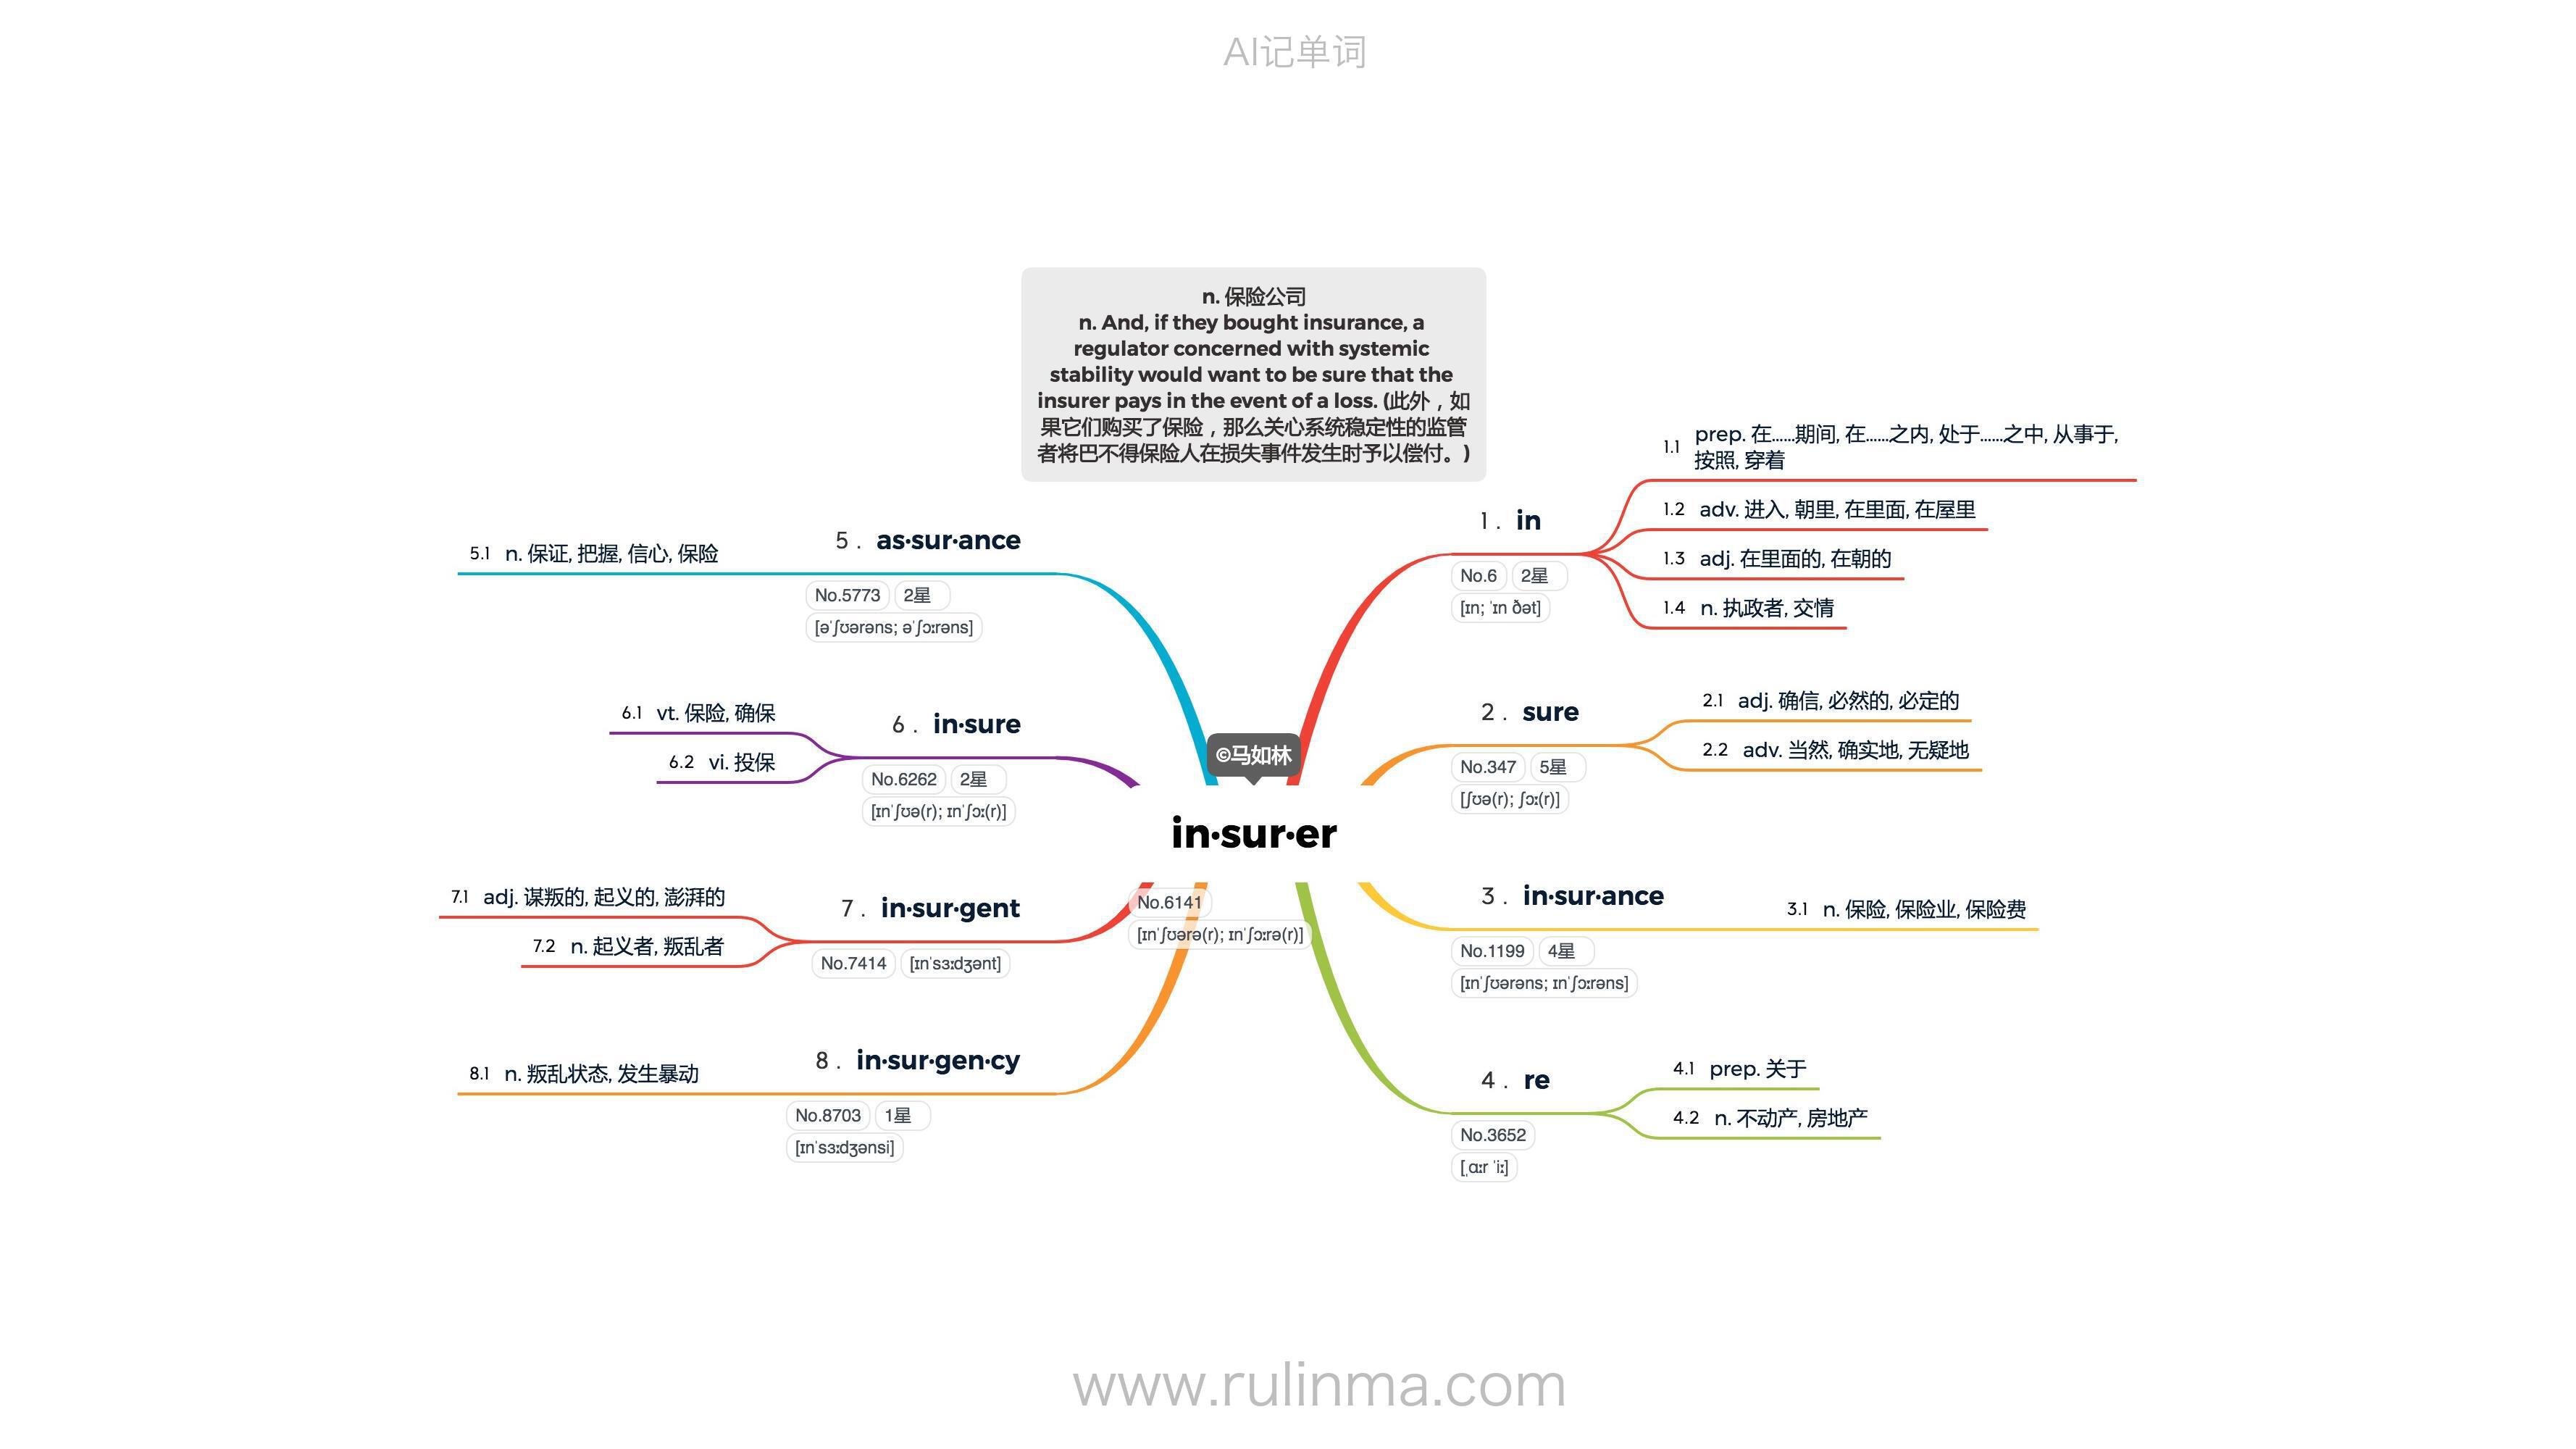 AI记单词
n. 保险公司
n. And, if they bought insurance, a
regulator concerned with systemic
stability would want to be sure that the
insurer pays in the event of a loss. (此外，如
果它们购买了保险，那么关心系统稳定性的监管
者将巴不得保险人在损失事件发生时予以偿付。)
©马如林
in·sur·er
No.6141
[ɪnˈʃʊərə(r); ɪnˈʃɔːrə(r)]
1. in
No.6 2星
[ɪn; ˈɪn ðət]
1.1 prep. 在……期间, 在……之内, 处于……之中, 从事于,
按照, 穿着
1.2 adv. 进入, 朝里, 在里面, 在屋里
1.3 adj. 在里面的, 在朝的
1.4 n. 执政者, 交情
2. sure
No.347 5星
[ʃʊə(r); ʃɔː(r)]
2.1 adj. 确信, 必然的, 必定的
2.2 adv. 当然, 确实地, 无疑地
3. in·sur·ance
No.1199 4星
[ɪnˈʃʊərəns; ɪnˈʃɔːrəns]
3.1 n. 保险, 保险业, 保险费
4. re
No.3652
[ˌɑːr ˈiː]
4.1 prep. 关于
4.2 n. 不动产, 房地产
5. as·sur·ance
No.5773 2星
[əˈʃʊərəns; əˈʃɔːrəns]
5.1 n. 保证, 把握, 信心, 保险
6. in·sure
No.6262 2星
[ɪnˈʃʊə(r); ɪnˈʃɔː(r)]
6.1 vt. 保险, 确保
6.2 vi. 投保
7. in·sur·gent
No.7414 [ɪnˈsɜːdʒənt]
7.1 adj. 谋叛的, 起义的, 澎湃的
7.2 n. 起义者, 叛乱者
8. in·sur·gen·cy
No.8703 1星
[ɪnˈsɜːdʒənsi]
8.1 n. 叛乱状态, 发生暴动
www.rulinma.com